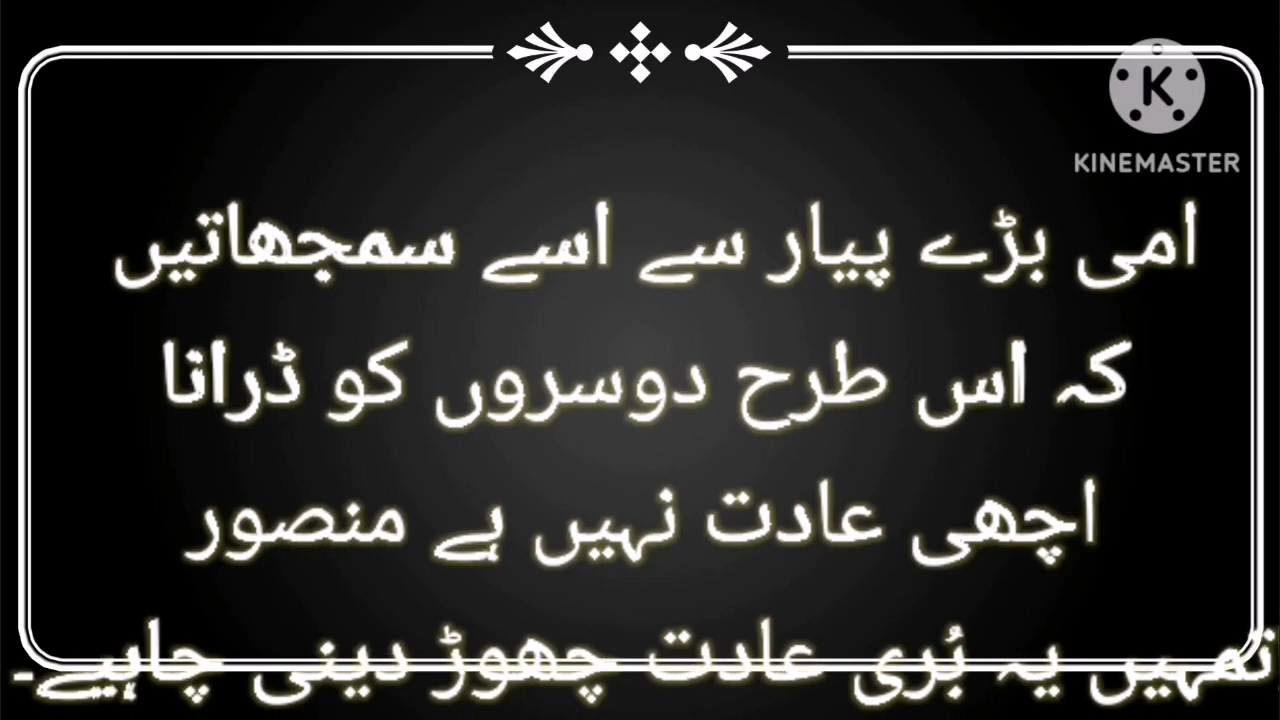 KINEMASTER
امی بڑے پیار سے اسے سمجھاتیں
کہ اس طرح دوسروں کو ڈرانا
اچھی عادت نہیں ہے منصور
تمھیں یہ بُری عادت چھوڑ دینی چاہیے۔